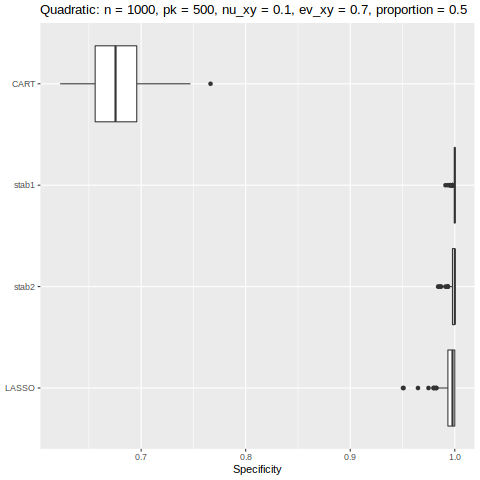 Quadratic: n = 1000, pk = 500, nu_xy = 0.1, ev_xy = 0.7, proportion = 0.5
CART
stab1
stab2
LASSO
0.7 0.8 0.9 1.0
Specificity